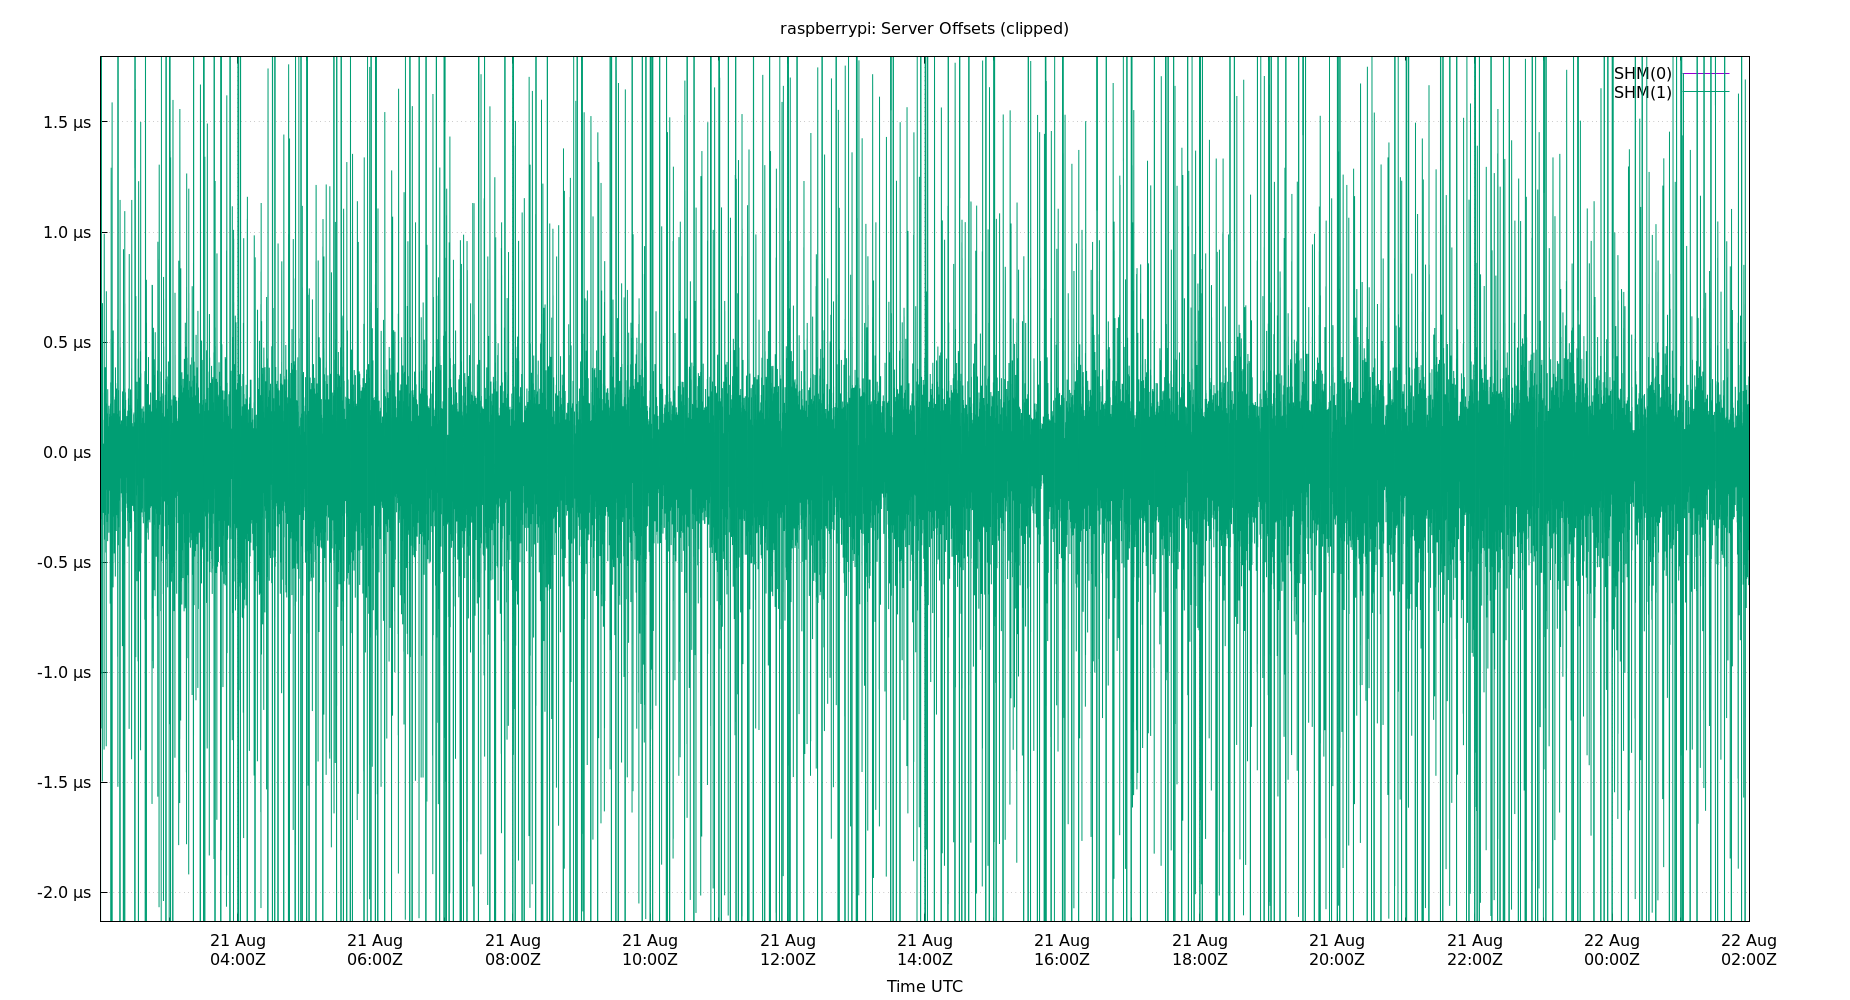 raspberrypi: Server Offsets (clipped)
SHM(0)
SHM(1)
1.5 µs
1.0 µs
0.5 µs
0.0 µs
-0.5 µs
-1.0 µs
-1.5 µs
-2.0 µs
21 Aug 21 Aug 21 Aug 21 Aug 21 Aug 21 Aug 21 Aug 21 Aug 21 Aug 21 Aug 22 Aug 22 Aug
04:00Z 06:00Z 08:00Z 10:00Z 12:00Z 14:00Z 16:00Z 18:00Z 20:00Z 22:00Z 00:00Z 02:00Z
Time UTC